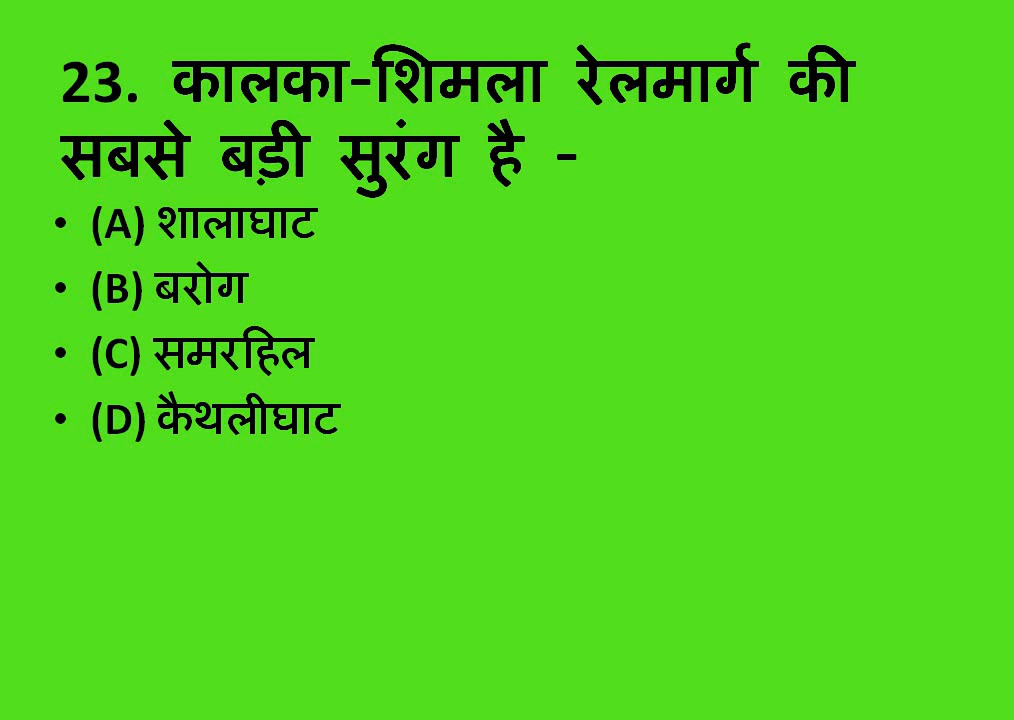 23. कालका-शिमला रेलमार्ग की
सबसे बड़ी सुरंग है -
• (A) शालाघाट
• (B) बरोग
• (C) समरहिल
• (D) कैथलीघाट